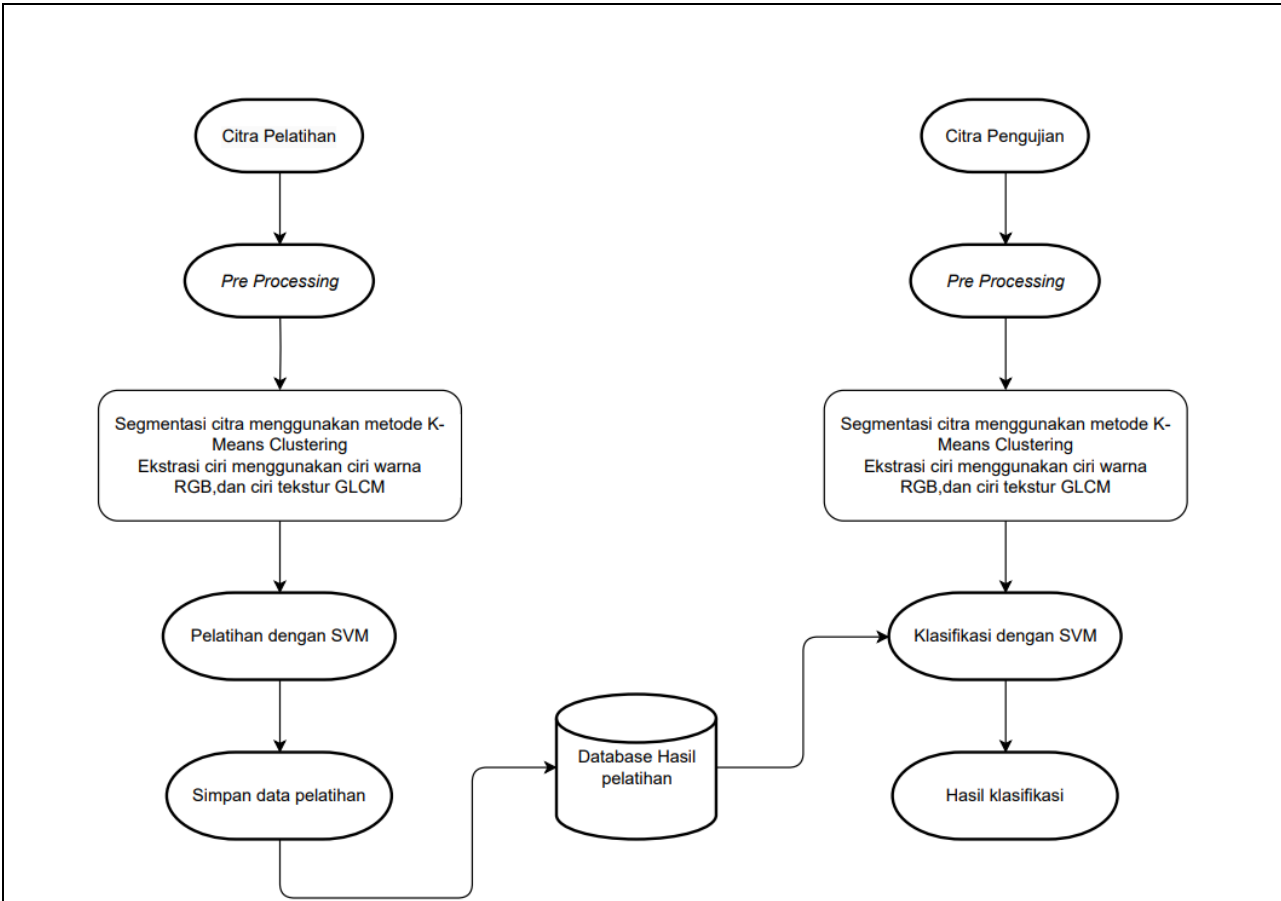 Citra Pelatihan
Pre Processing
Segmentasi citra menggunakan metode K-
Means Clustering
Ekstrasi ciri menggunakan ciri warna
RGB,dan ciri tekstur GLCM
Pelatihan dengan SVM
Simpan data pelatihan
Database Hasil
pelatihan
Citra Pengujian
Pre Processing
Segmentasi citra menggunakan metode K-
Means Clustering
Ekstrasi ciri menggunakan ciri warna
RGB,dan ciri tekstur GLCM
Klasifikasi dengan SVM
Hasil klasifikasi